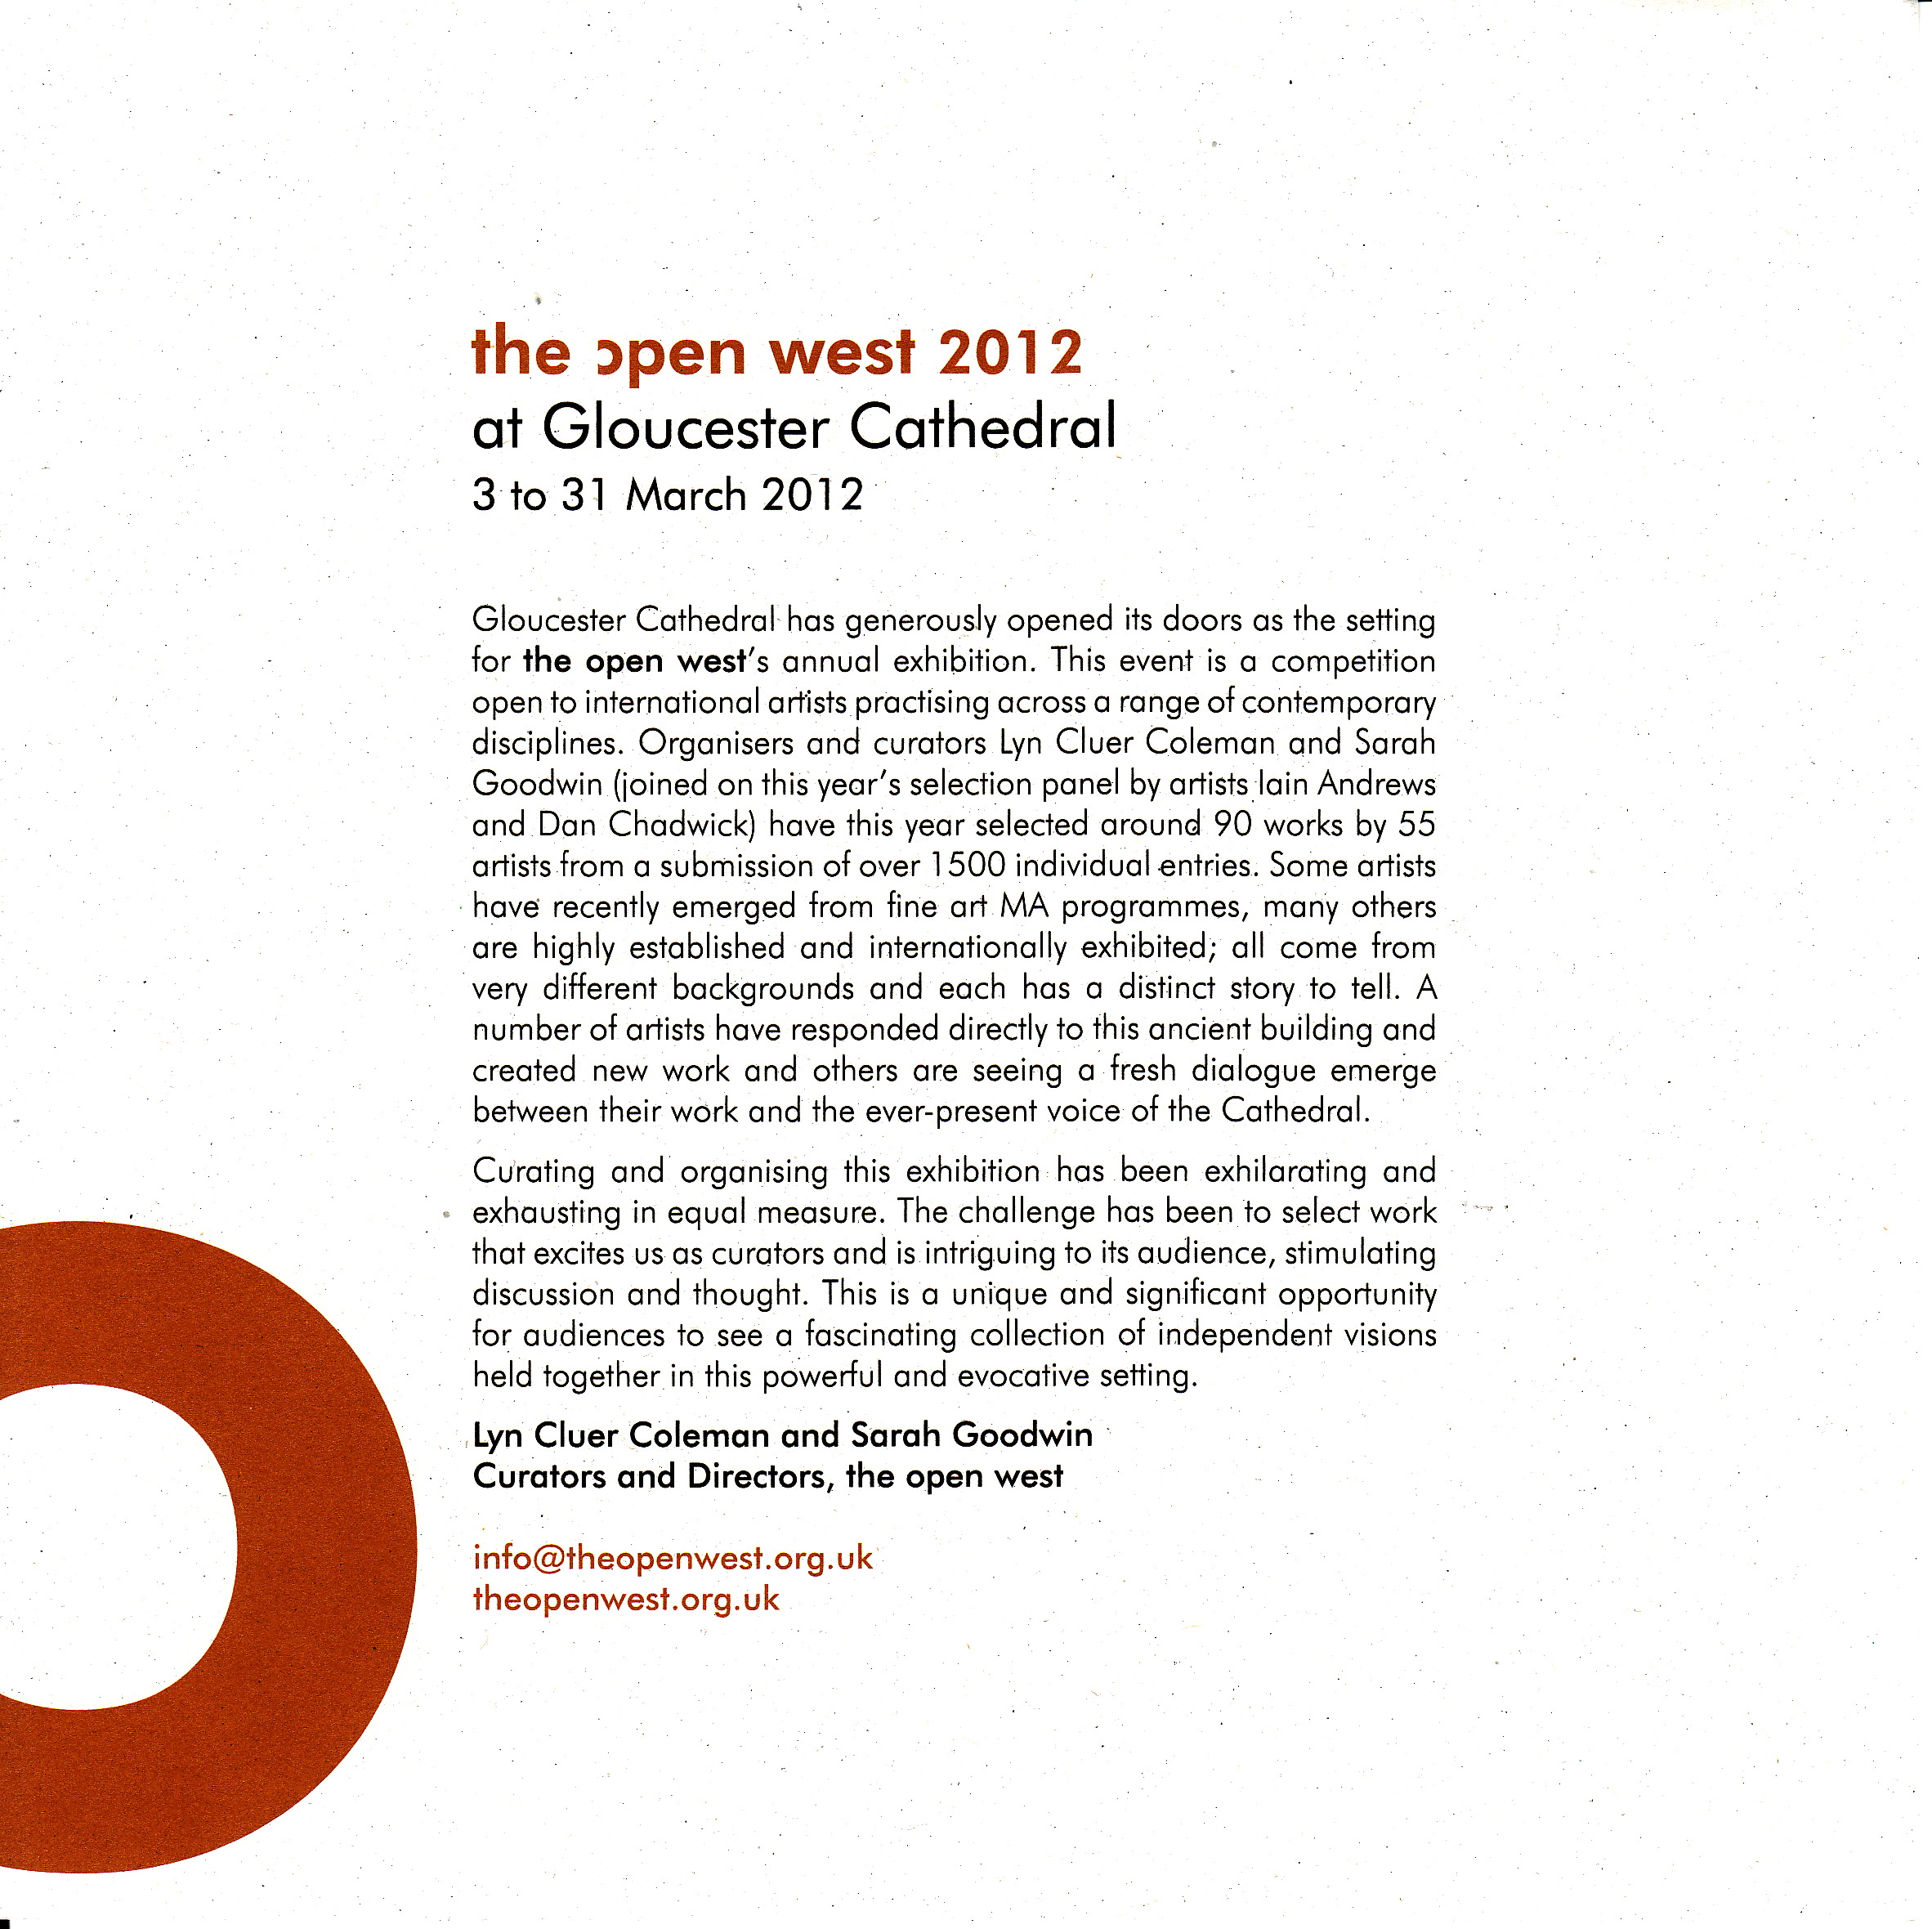 the open west 2012
at Gloucester Cathedral
3 to 31 March 2012
Gloucester Cathedral has generously opened its doors as the setting
for the open west's annual exhibition. This event is a competition
open to international artists practising across a range of contemporary
disciplines. Organisers and curators Lyn Cluer Coleman and Sarah
Goodwin (joined on this year's selection panel by artists Iain Andrews
and Dan Chadwick) have this year selected around 90 works by 55
artists from a submission of over 1500 individual entries. Some artists
have recently emerged from fine art MA programmes, many others
are highly established and internationally exhibited; all come from
very different backgrounds and each has a distinct story to tell. A
number of artists have responded directly to this ancient building and
created new work and others are seeing a fresh dialogue emerge
between their work and the ever-present voice of the Cathedral.
Curating and organising this exhibition has been exhilarating and
exhausting in equal measure. The challenge has been to select work
that excites us as curators and is intriguing to its audience, stimulating
discussion and thought. This is a unique and significant opportunity
for audiences to see a fascinating collection of independent visions
held together in this powerful and evocative setting.
Lyn Cluer Coleman and Sarah Goodwin
Curators and Directors, the open west
info@theopenwest.org.uk
theopenwest.org.uk